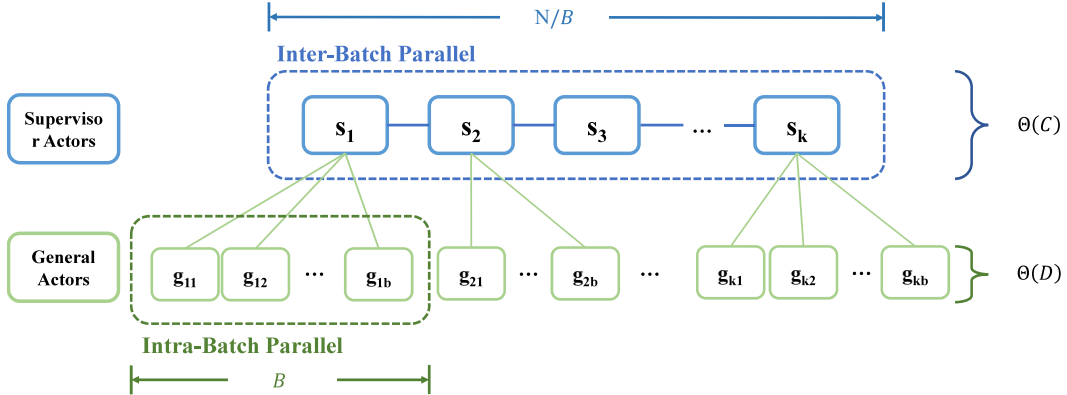 N/B
Inter-Batch Parallel
Superviso
r Actors
s1
s2
s3
...
sk
Θ(C)
General
Actors
g11
g12
...
g1b
g21
...
g2b
...
gk1
gk2
...
gkb
Θ(D)
Intra-Batch Parallel
B